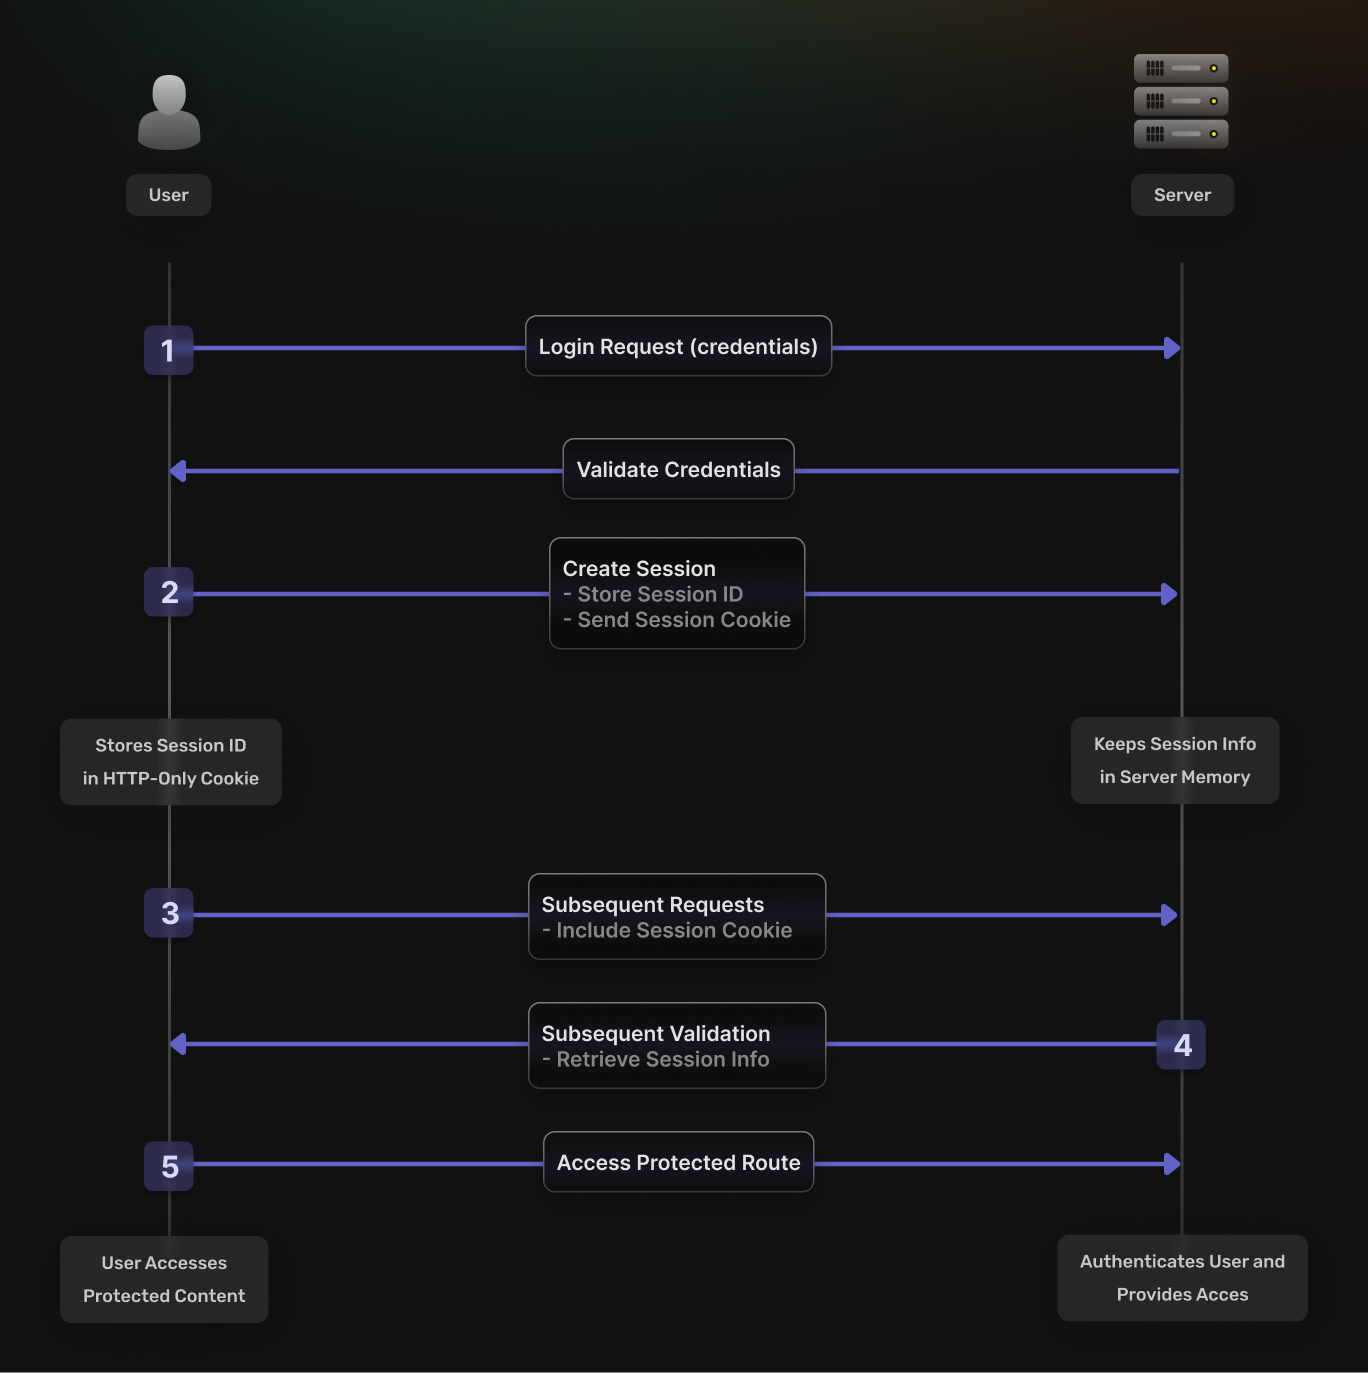 User
Server
1
Login Request (credentials)
Validate Credentials
2
Create Session
- Store Session ID
- Send Session Cookie
Stores Session ID
in HTTP-Only Cookie
Keeps Session Info
in Server Memory
3
Subsequent Requests
- Include Session Cookie
Subsequent Validation
- Retrieve Session Info
4
5
Access Protected Route
User Accesses
Protected Content
Authenticates User and
Provides Acces